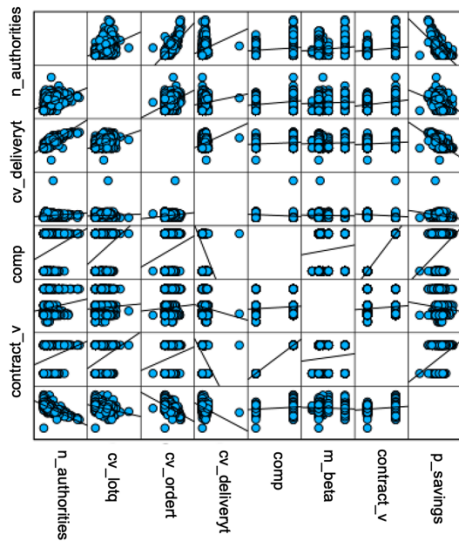 n_authorities
cv_deliveryt
comp
contract_v
n_authorities
cv_lotq
cv_ordert
cv_deliveryt
comp
m_beta
contract_v
p_savings